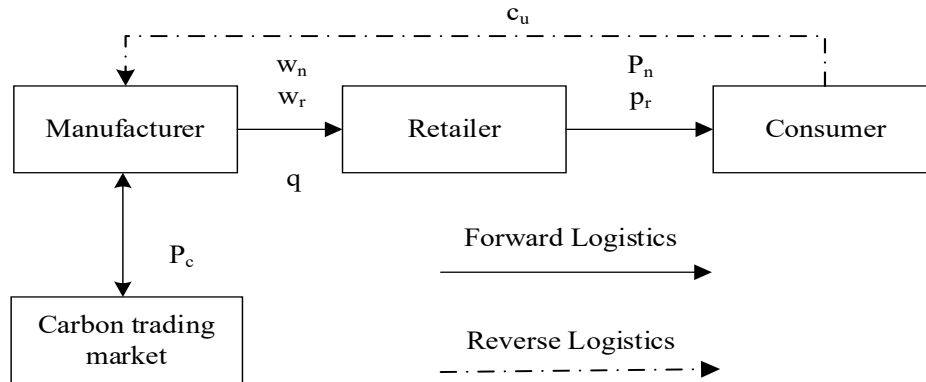 c_u
w_n
w_r
P_n
p_r
Manufacturer
Retailer
Consumer
q
P_c
Forward Logistics
Carbon trading
market
Reverse Logistics